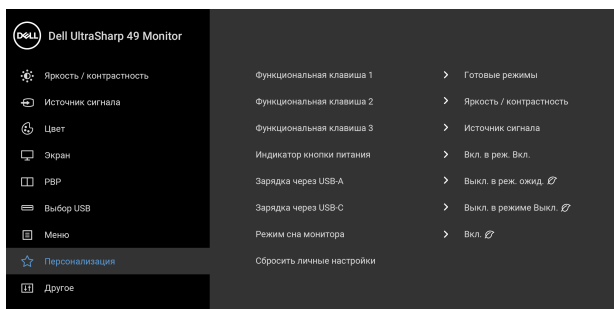 DELL Dell UltraSharp 49 Monitor
Яркость / контрастность
Источник сигнала
Цвет
Экран
PBP
Выбор USB
Меню
Персонализация
Другое
Функциональная клавиша 1 Готовые режимы
Функциональная клавиша 2 Яркость / контрастность
Функциональная клавиша 3 Источник сигнала
Индикатор кнопки питания Вкл. в реж. Вкл.
Зарядка через USB-A Выкл. в реж. ожид.
Зарядка через USB-C Выкл. в режиме Выкл.
Режим сна монитора Вкл.
Сбросить личные настройки